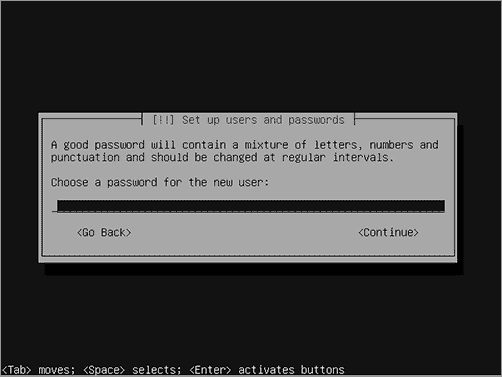 [!!] Set up users and passwords
A good password will contain a mixture of letters, numbers and
punctuation and should be changed at regular intervals.
Choose a password for the new user:
<Go Back> <Continue>
<Tab> moves; <Space> selects; <Enter> activates buttons